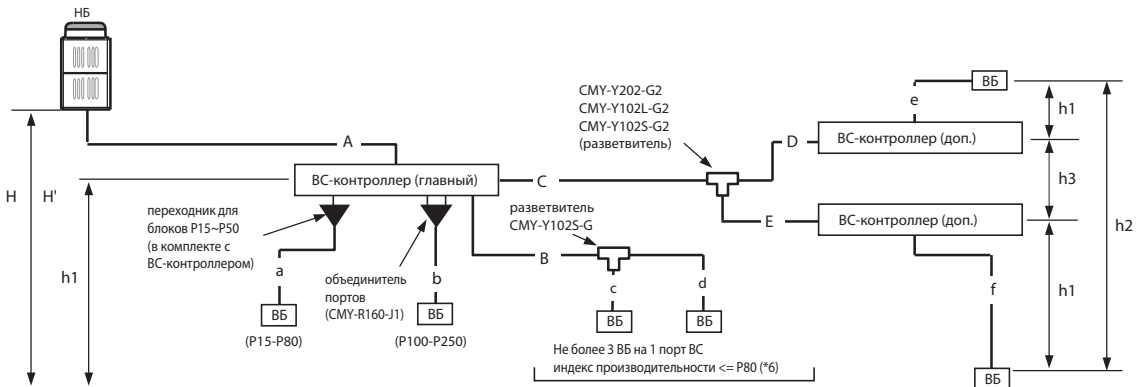 НБ
CMY-Y202-G2
CMY-Y102L-G2
CMY-Y102S-G2
(разветвитель)
ВБ
e
h1
A
D
ВС-контроллер (доп.)
H
H'
ВС-контроллер (главный)
C
h3
переходник для
блоков P15~P50
(в комплекте с
ВС-контроллером)
разветвитель
CMY-Y102S-G
E
ВС-контроллер (доп.)
h2
h1
a
объединитель
портов
(CMY-R160-J1)
b
B
c
d
f
h1
ВБ
(P15-P80)
ВБ
(P100-P250)
ВБ
ВБ
Не более 3 ВБ на 1 порт ВС
индекс производительности <= P80 (*6)
ВБ